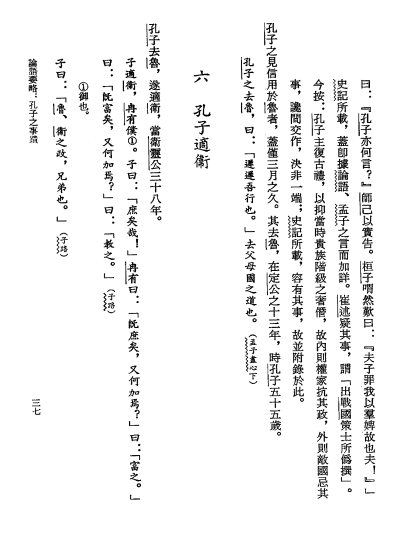 曰：『孔子亦何言？』師己以實告。桓子喟然歎曰：『夫子罪我以羣婢故也夫！』」
史記所載，蓋卽據論語、孟子之言而加詳。崔述疑其事，謂「出戰國策士所僞撰」。
今按：孔子主復古禮，以抑當時貴族階級之奢僭，故內則權家抗其政，外則敵國忌其
事，讒間交作，決非一端；史記所載，容有其事，故並附錄於此。
孔子之見信用於魯者，蓋僅三月之久。其去魯，在定公之十三年，時孔子五十五歲。
孔子之去魯，曰：「遲遲吾行也。」去父母國之道也。（孟子盡心下）
六　孔子適衞
孔子去魯，遂適衞，當衞靈公三十八年。
子適衞，冉有僕①。子曰：「庶矣哉！」冉有曰：「旣庶矣，又何加焉？」曰：「富之。」
曰：「旣富矣，又何加焉？」曰：「敎之。」（子路）
①御也。
子曰：「魯、衞之政，兄弟也。」（子路）
論語要略：孔子之事蹟
三七